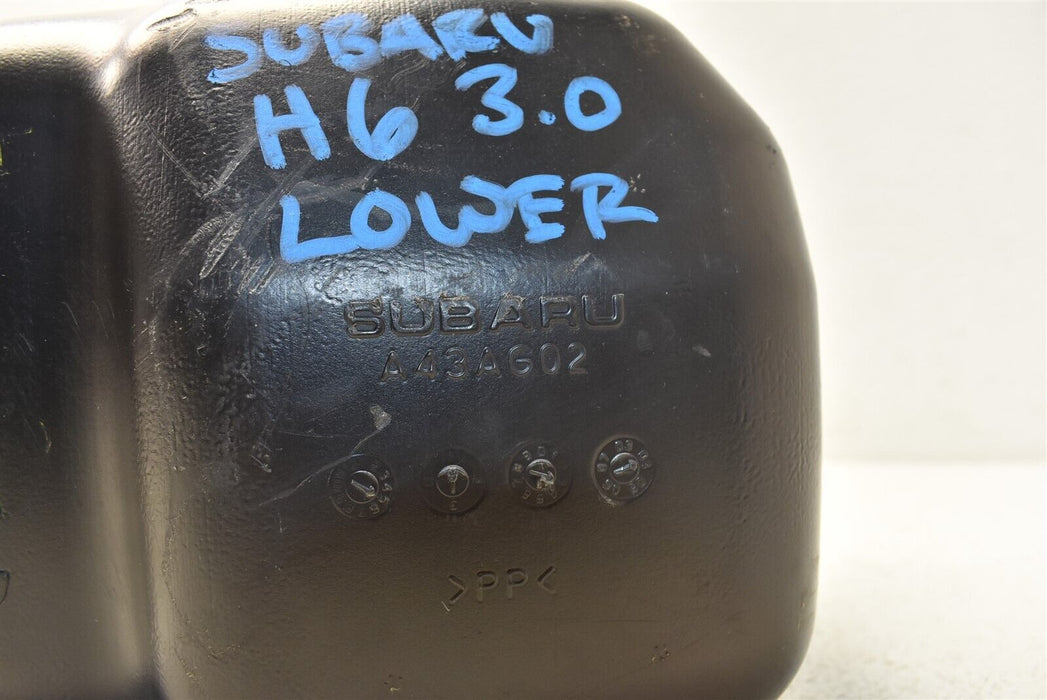 SUBARU
H6 3.0
LOWER
SUBARU
A43AG02
>PP<